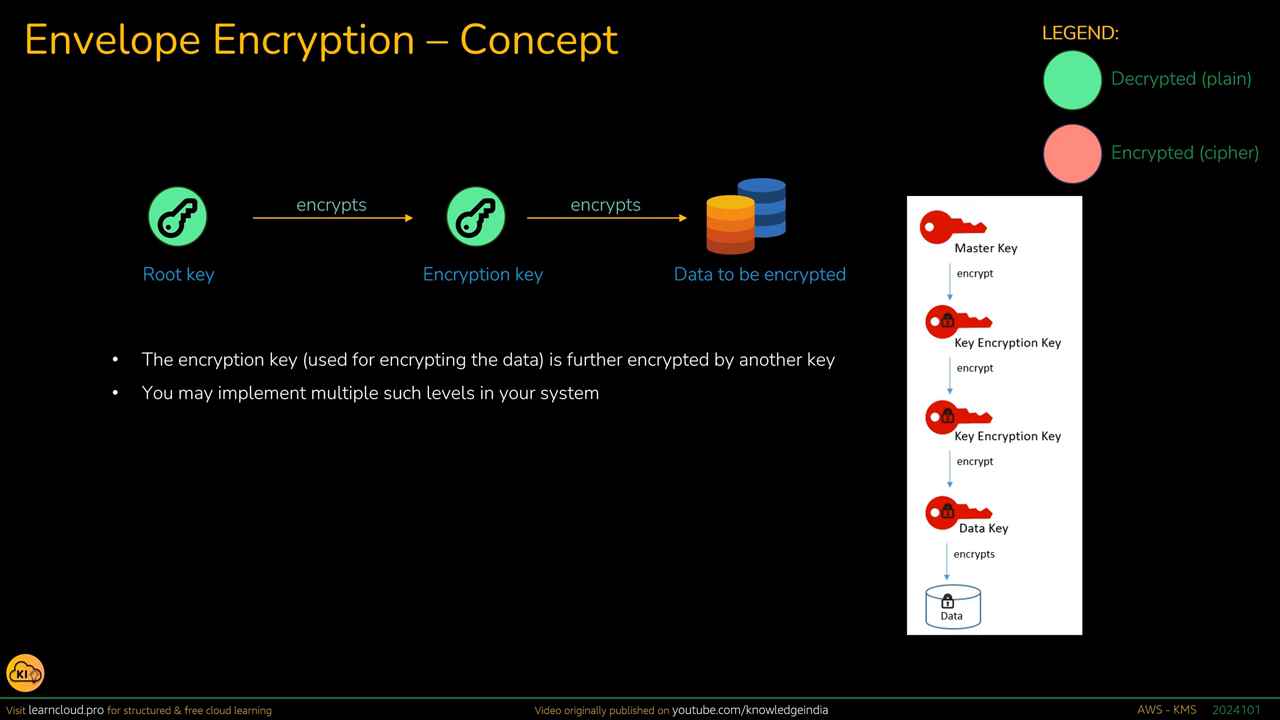 Envelope Encryption – Concept
LEGEND:
Decrypted (plain)
Encrypted (cipher)
encrypts
encrypts
Root key
Encryption key
Data to be encrypted
• The encryption key (used for encrypting the data) is further encrypted by another key
• You may implement multiple such levels in your system
Master Key
encrypt
Key Encryption Key
encrypt
Key Encryption Key
encrypt
Data Key
encrypts
Data
KI
Visit learncloud.pro for structured & free cloud learning
Video originally published on youtube.com/knowledgeindia
AWS - KMS
2024101